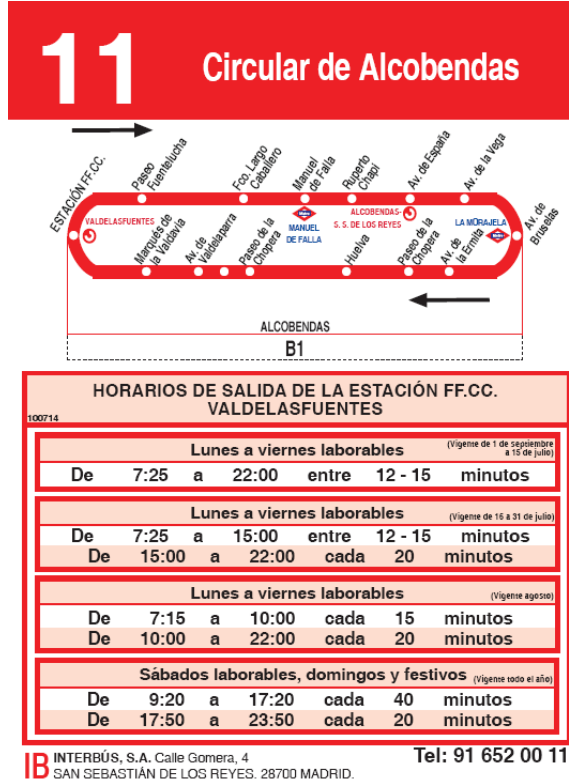 11
Circular de Alcobendas
ESTACIÓN FF.CC.
Paseo
Fuentelucha
Fco. Largo
Caballero
Manuel
de Falla
Ruperto
Chapi
Av. de España
Av. de la Vega
VALDELASFUENTES
Metro
MANUEL
DE FALLA
ALCOBENDAS-
S. S. DE LOS REYES
LA MORAJELA
Metro
Av. de
Bruselas
Marqués de
la Valdavia
Av. de
Valdelaparra
Paseo de la
Chopera
Huelva
Paseo de la
Chopera
Av. de
la Ermita
ALCOBENDAS
B1
HORARIOS DE SALIDA DE LA ESTACIÓN FF.CC.
VALDELASFUENTES
100714
Lunes a viernes laborables (Vigente de 1 de septiembre
a 15 de julio)
De 7:25 a 22:00 entre 12 - 15 minutos
Lunes a viernes laborables (Vigente de 16 a 31 de julio)
De 7:25 a 15:00 entre 12 - 15 minutos
De 15:00 a 22:00 cada 20 minutos
Lunes a viernes laborables (Vigente agosto)
De 7:15 a 10:00 cada 15 minutos
De 10:00 a 22:00 cada 20 minutos
Sábados laborables, domingos y festivos (Vigente todo el año)
De 9:20 a 17:20 cada 40 minutos
De 17:50 a 23:50 cada 20 minutos
IB INTERBÚS, S.A. Calle Gomera, 4
SAN SEBASTIÁN DE LOS REYES. 28700 MADRID.
Tel: 91 652 00 11